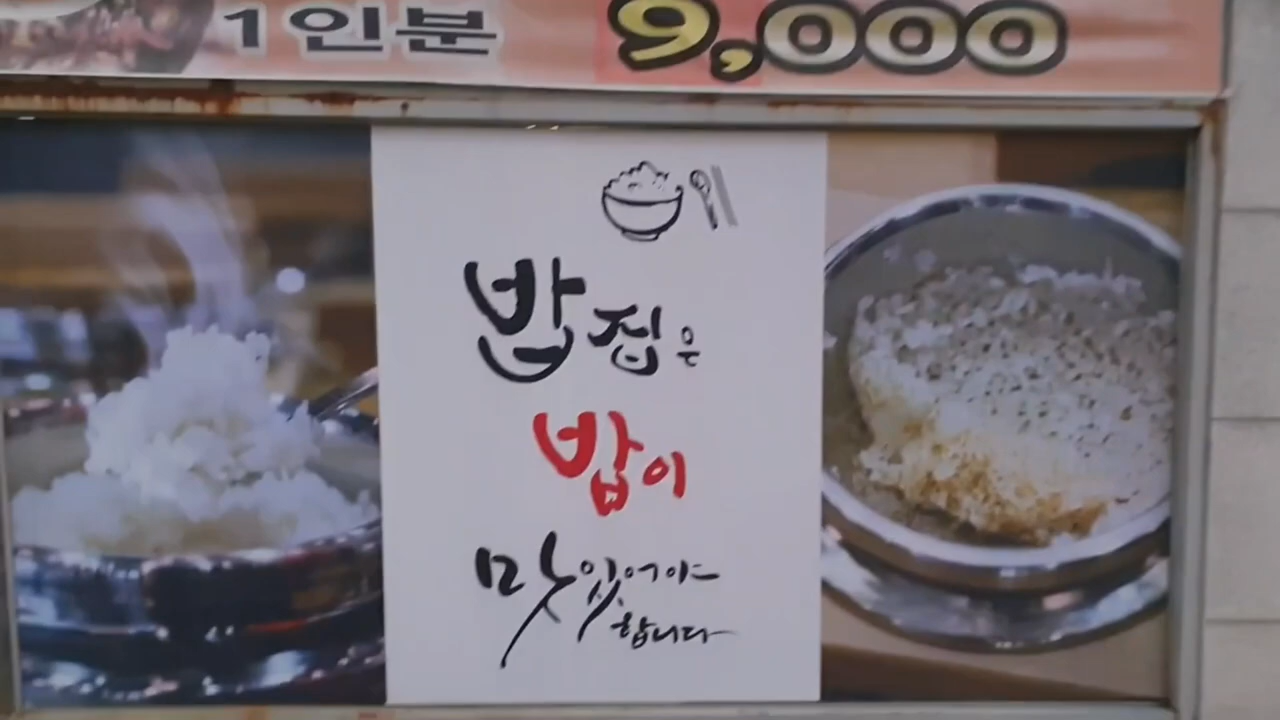 1인분 9,000
밥집은
밥이
맛있어야
합니다